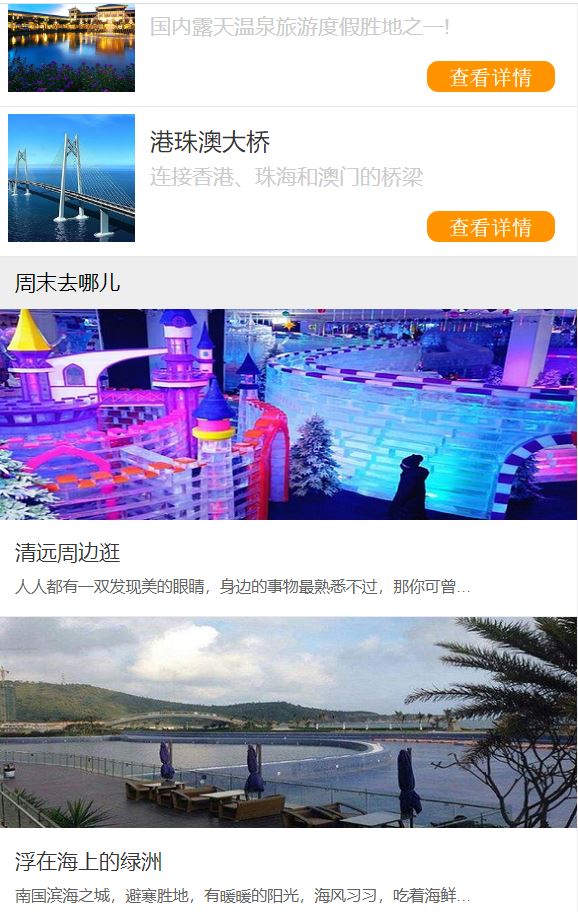 国内露天温泉旅游度假胜地之一!
查看详情
港珠澳大桥
连接香港、珠海和澳门的桥梁
查看详情
周末去哪儿
清远周边逛
人人都有一双发现美的眼睛，身边的事物最熟悉不过，那你可曾...
浮在海上的绿洲
南国滨海之城，避寒胜地，有暖暖的阳光，海风习习，吃着海鲜...